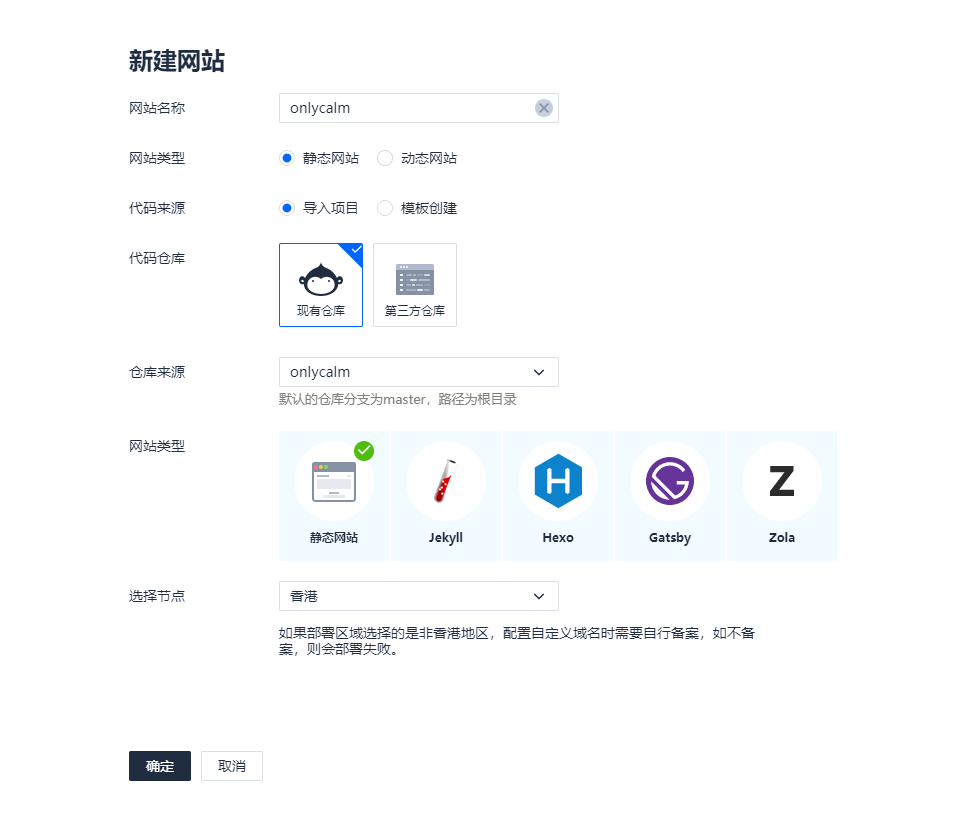 新建网站
网站名称
onlycalm
网站类型
静态网站 动态网站
代码来源
导入项目 模板创建
代码仓库
现有仓库 第三方仓库
仓库来源
onlycalm
默认的仓库分支为master，路径为根目录
网站类型
静态网站 Jekyll Hexo Gatsby Zola
选择节点
香港
如果部署区域选择的是非香港地区，配置自定义域名时需要自行备案，如不备
案，则会部署失败。
确定 取消